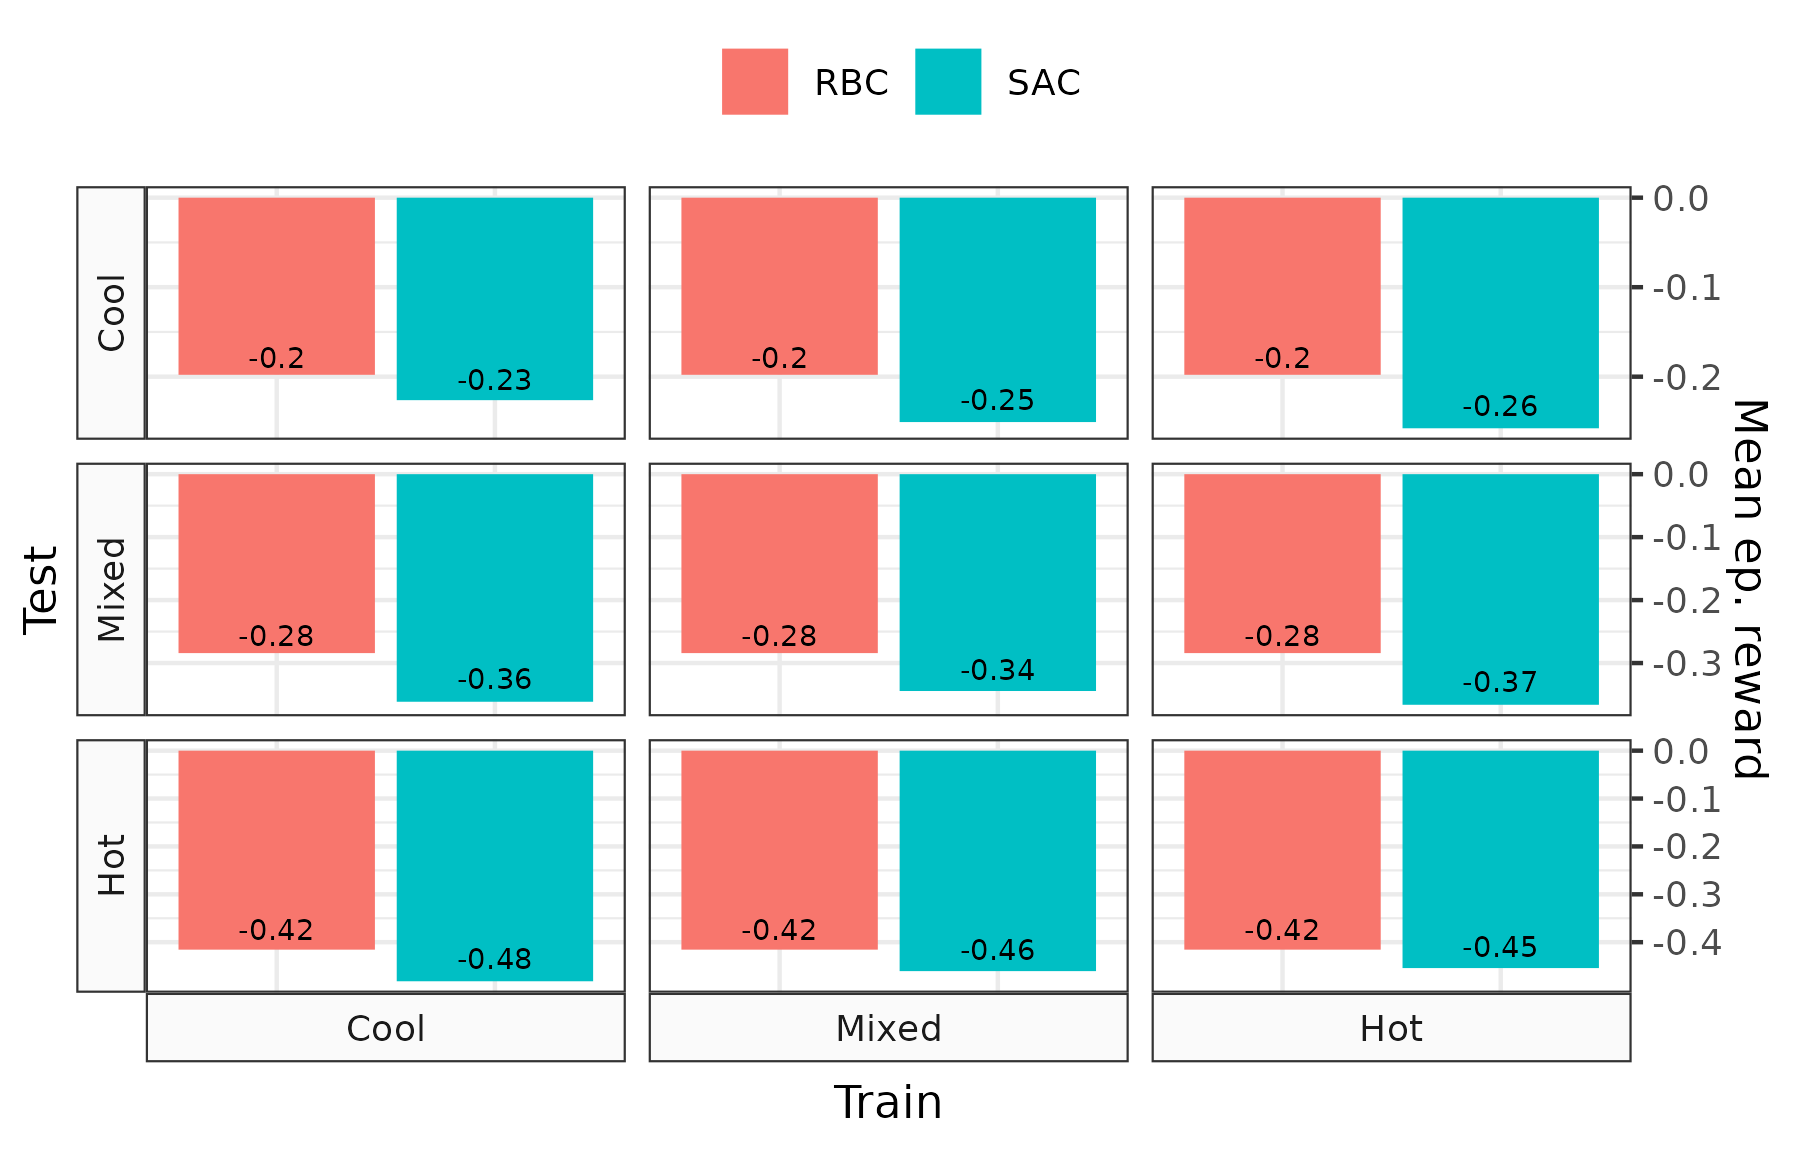 RBC SAC
Cool
-0.2 -0.23 -0.2 -0.25 -0.2 -0.26
0.0
-0.1
-0.2
Mixed
-0.28 -0.36 -0.28 -0.34 -0.28 -0.37
0.0
-0.1
-0.2
-0.3
Hot
-0.42 -0.48 -0.42 -0.46 -0.42 -0.45
0.0
-0.1
-0.2
-0.3
-0.4
Test
Mean ep. reward
Cool Mixed Hot
Train